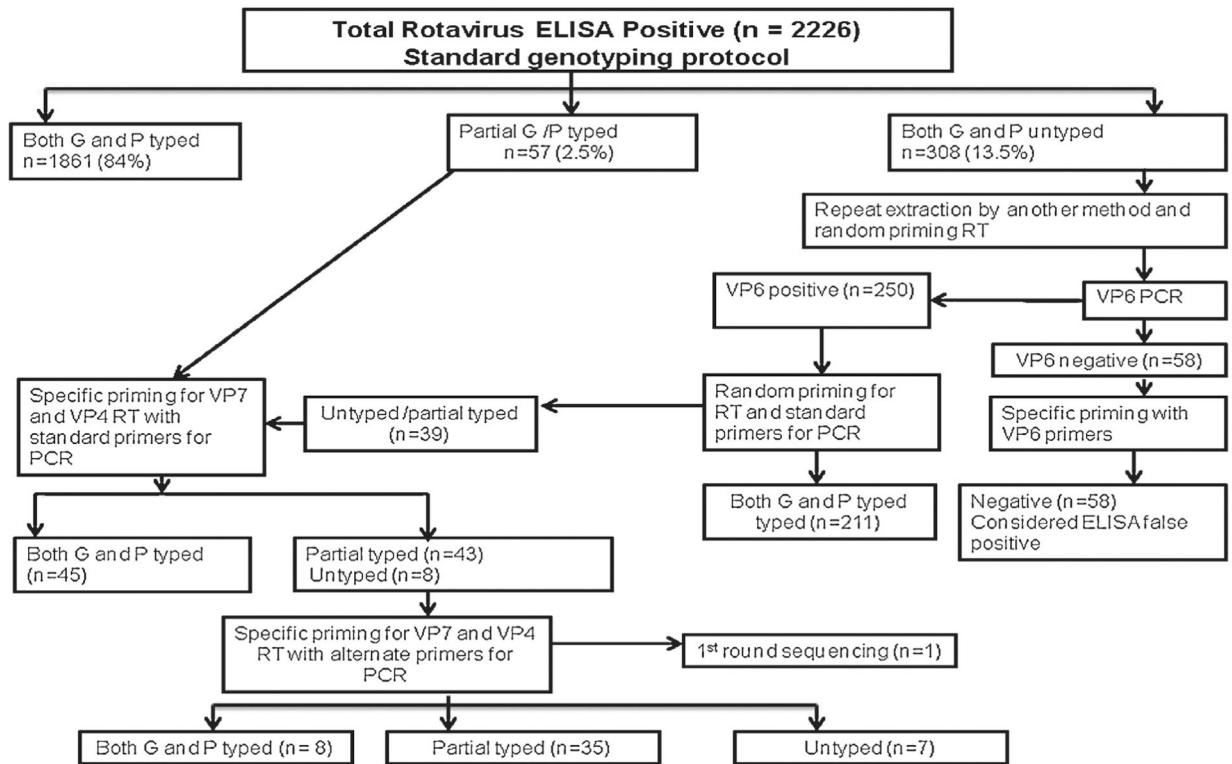 Total Rotavirus ELISA Positive (n = 2226)
Standard genotyping protocol
Both G and P typed
n=1861 (84%)
Partial G /P typed
n=57 (2.5%)
Both G and P untyped
n=308 (13.5%)
Repeat extraction by another method and
random priming RT
VP6 positive (n=250)
VP6 PCR
VP6 negative (n=58)
Specific priming for VP7
and VP4 RT with
standard primers for
PCR
Untyped /partial typed
(n=39)
Random priming for
RT and standard
primers for PCR
Specific priming with
VP6 primers
Both G and P typed
typed (n=211)
Negative (n=58)
Considered ELISA false
positive
Both G and P typed
(n=45)
Partial typed (n=43)
Untyped (n=8)
Specific priming for VP7 and VP4
RT with alternate primers for
PCR
1st round sequencing (n=1)
Both G and P typed (n= 8)
Partial typed (n=35)
Untyped (n=7)